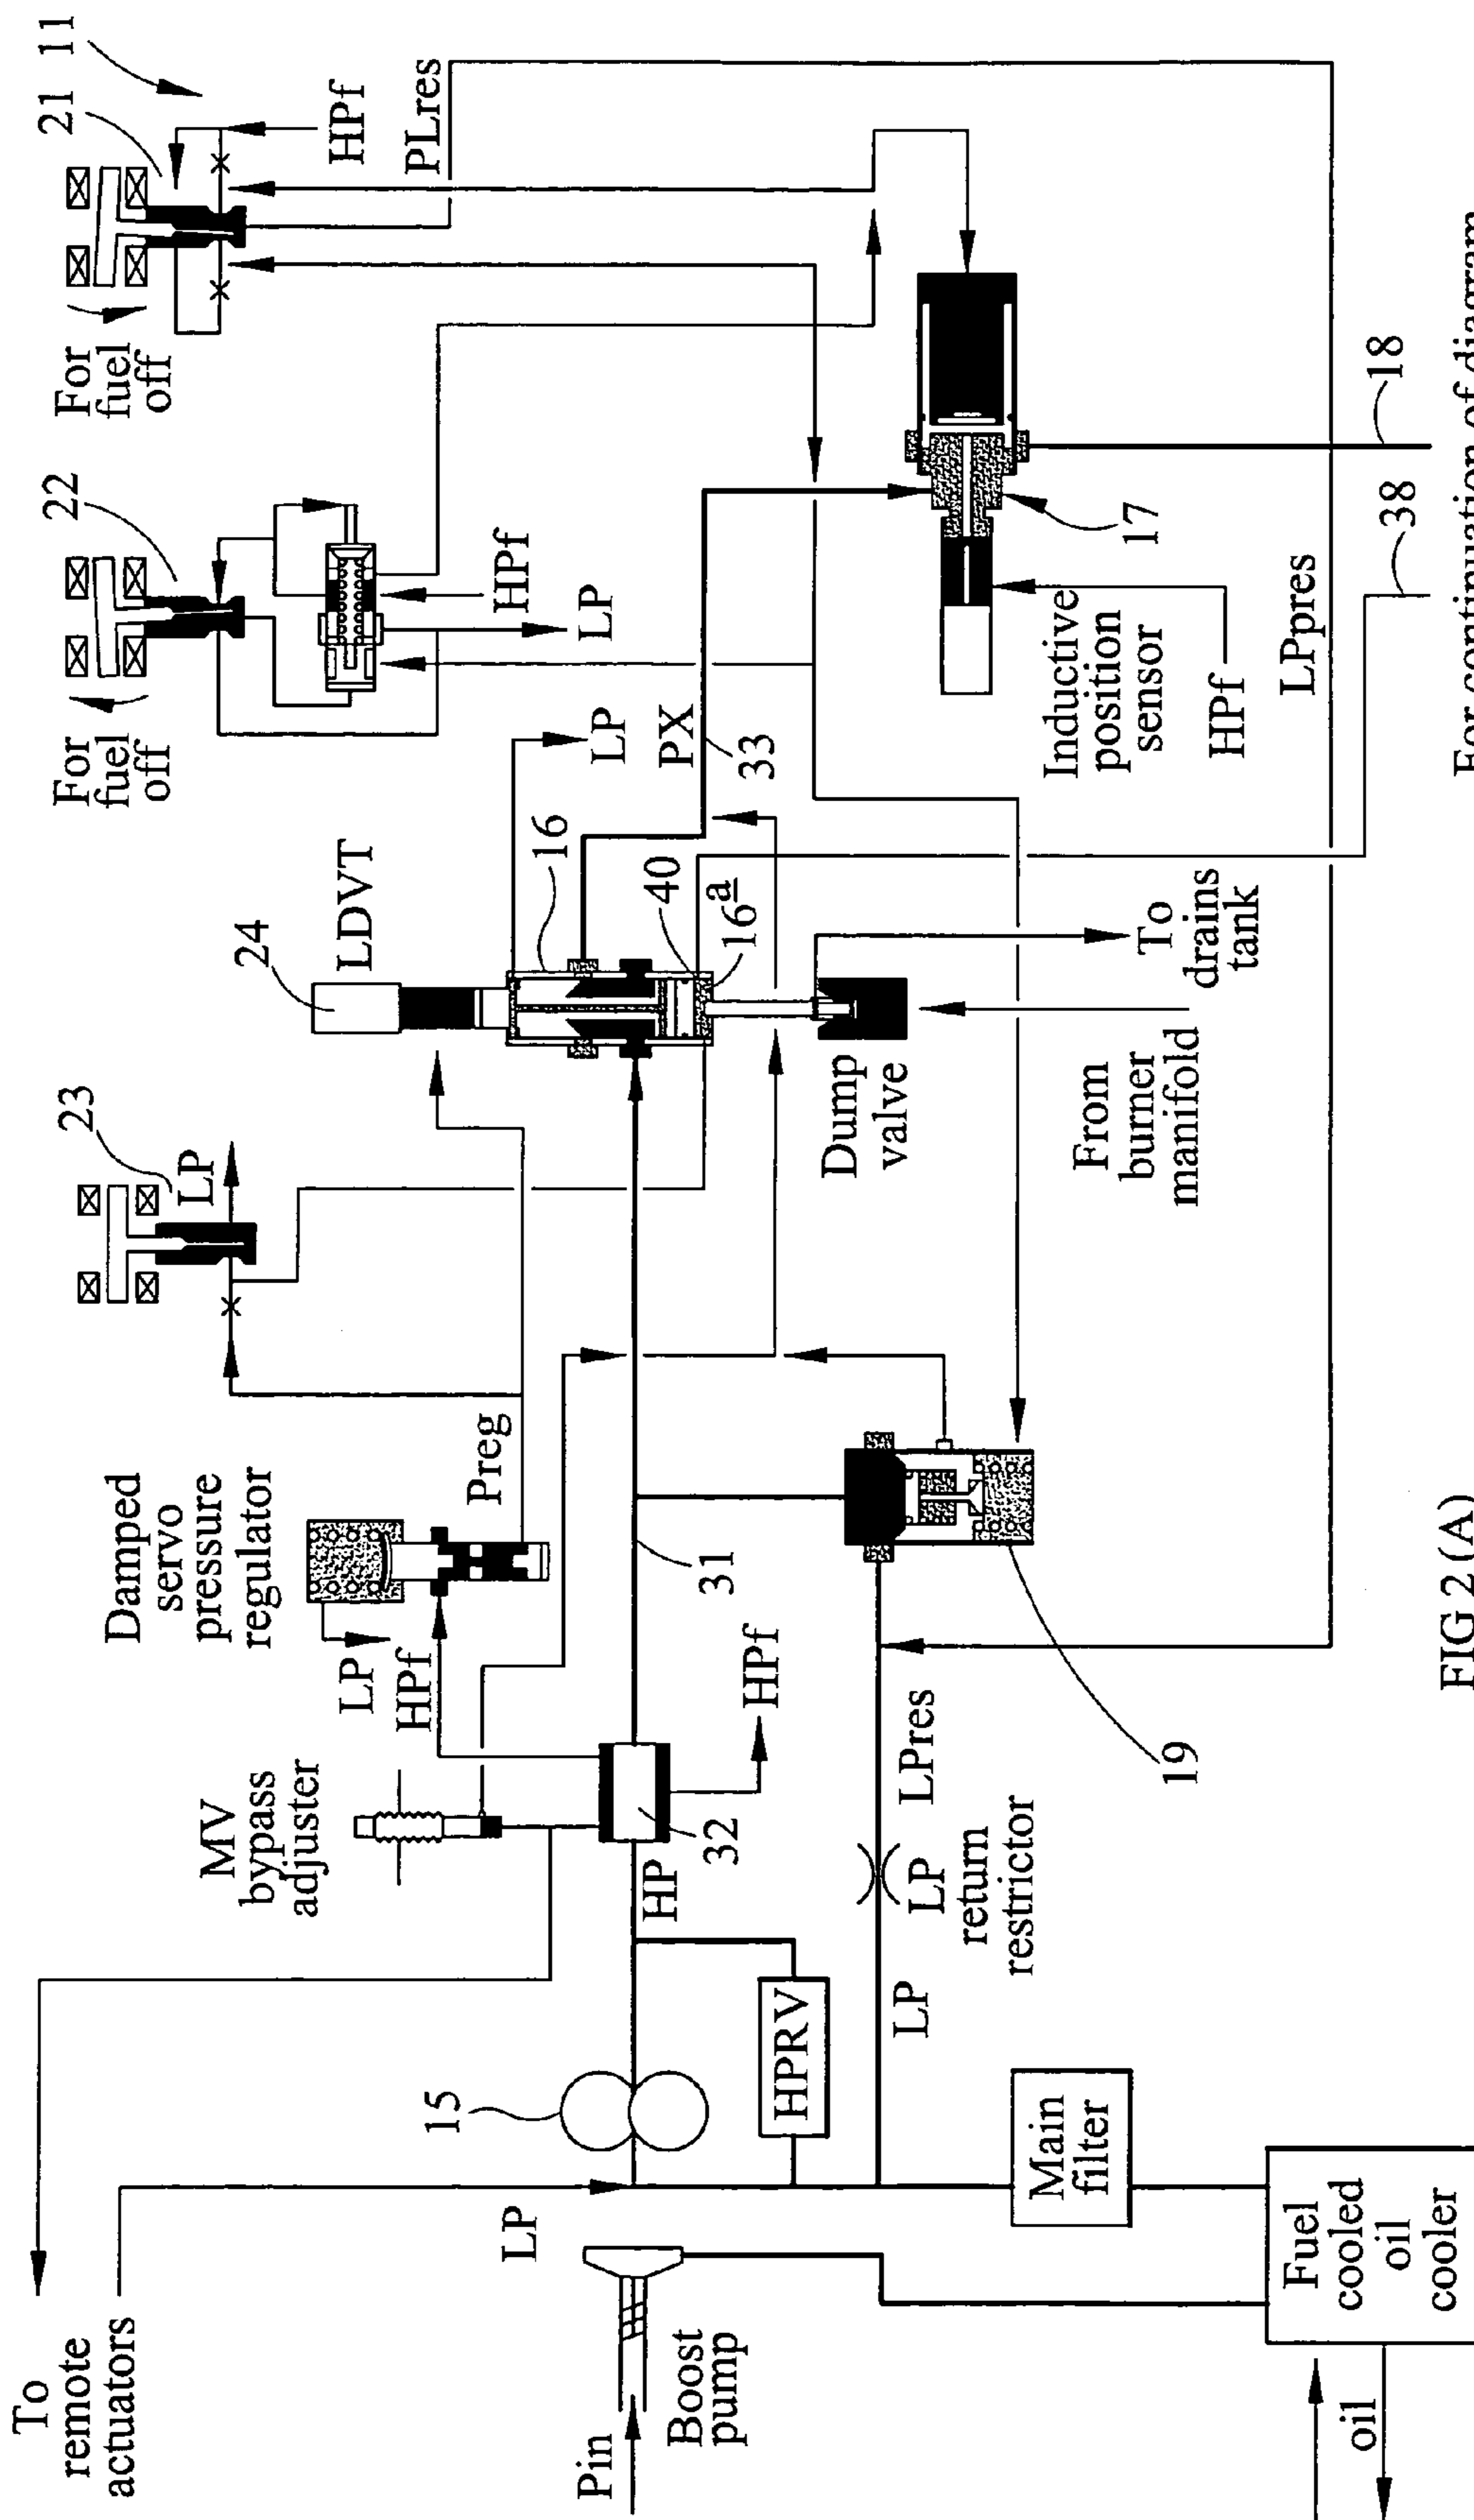 To
remote
actuators
Pin
Boost
pump
LP
15
HPRV
Main
filter
Fuel
cooled
oil
cooler
oil
LP
HP
32
HPf
MV
bypass
adjuster
LP
HPf
Damped
servo
pressure
regulator
Preg
31
LP
return
restrictor
LPres
19
23
LP
24
LDVT
16
40
16a
LP
PX
33
Dump
valve
From
burner
manifold
To
drains
tank
For
fuel
off
22
HPf
LP
For
fuel
off
21
11
HPf
PLres
Inductive
position
sensor
HPf
17
LPpres
38
18
FIG 2 (A)
For continuation of diagram